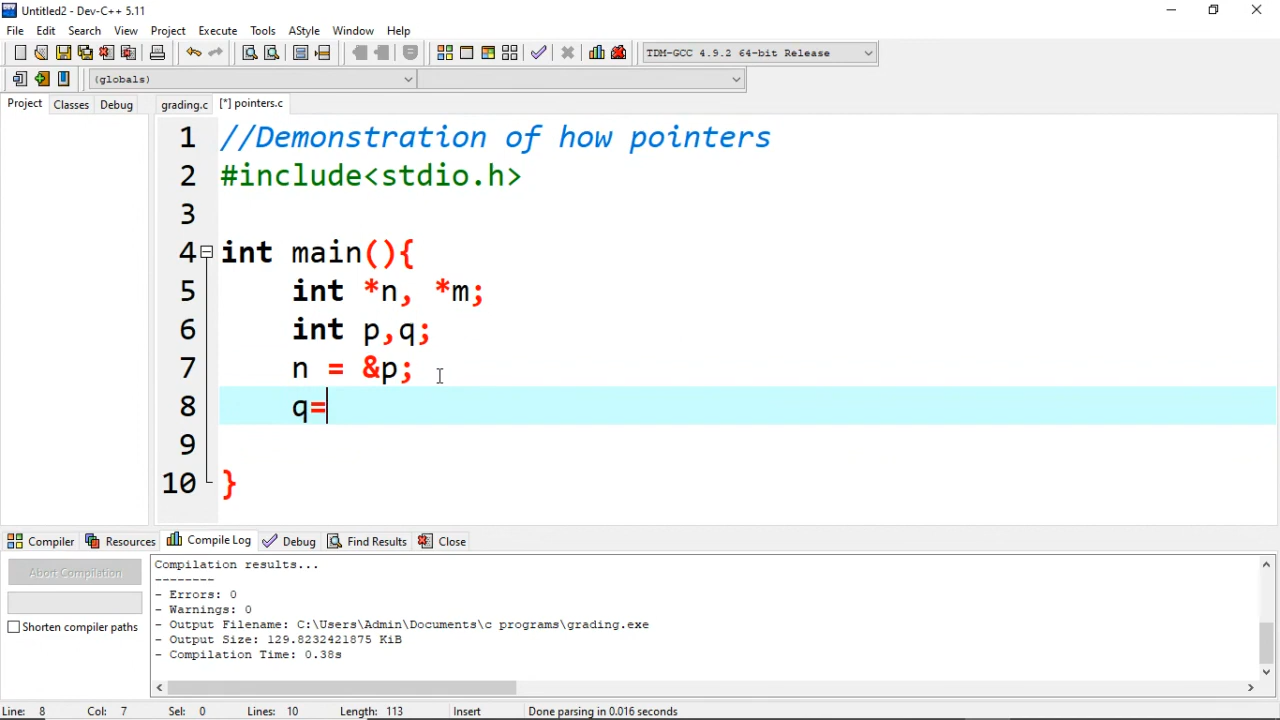 Untitled2 - Dev-C++ 5.11
File Edit Search View Project Execute Tools AStyle Window Help
TDM-GCC 4.9.2 64-bit Release
(globals)
Project Classes Debug grading.c [*] pointers.c
1 //Demonstration of how pointers
2 #include<stdio.h>
3
4 int main(){
5 int *n, *m;
6 int p,q;
7 n = &p;
8 q=
9
10 }
Compiler Resources Compile Log Debug Find Results Close
Abort Compilation
Shorten compiler paths
Compilation results...
--------
- Errors: 0
- Warnings: 0
- Output Filename: C:\Users\Admin\Documents\c programs\grading.exe
- Output Size: 129.8232421875 KiB
- Compilation Time: 0.38s
Line: 8 Col: 7 Sel: 0 Lines: 10 Length: 113 Insert Done parsing in 0.016 seconds